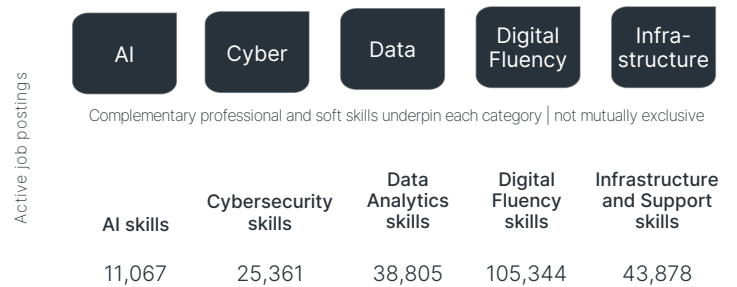 AI
Cyber
Data
Digital
Fluency
Infra-
structure
Complementary professional and soft skills underpin each category | not mutually exclusive
Active job postings
AI skills
Cybersecurity
skills
Data
Analytics
skills
Digital
Fluency
skills
Infrastructure
and Support
skills
11,067
25,361
38,805
105,344
43,878